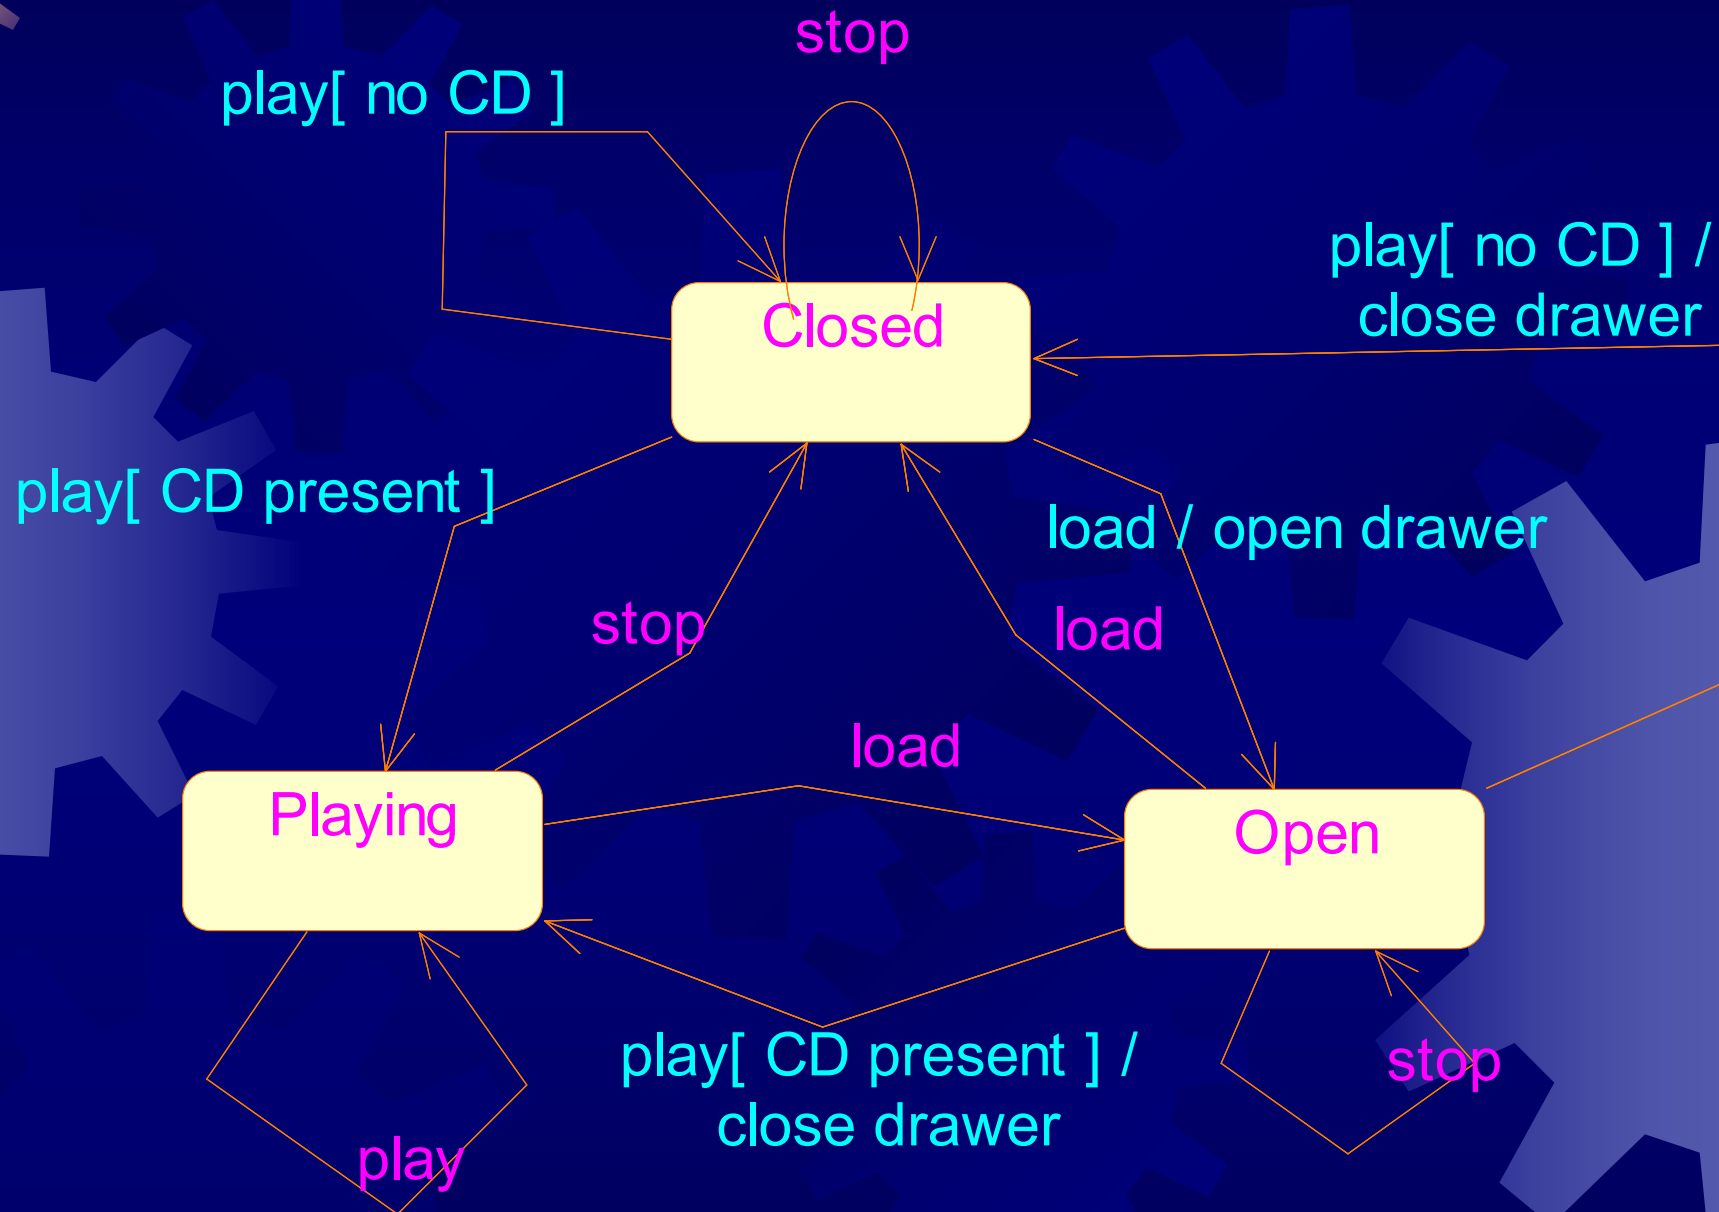 stop
play[ no CD ]
play[ no CD ] /
close drawer
Closed
play[ CD present ]
load / open drawer
stop
load
load
Playing
Open
play[ CD present ] /
close drawer
stop
play